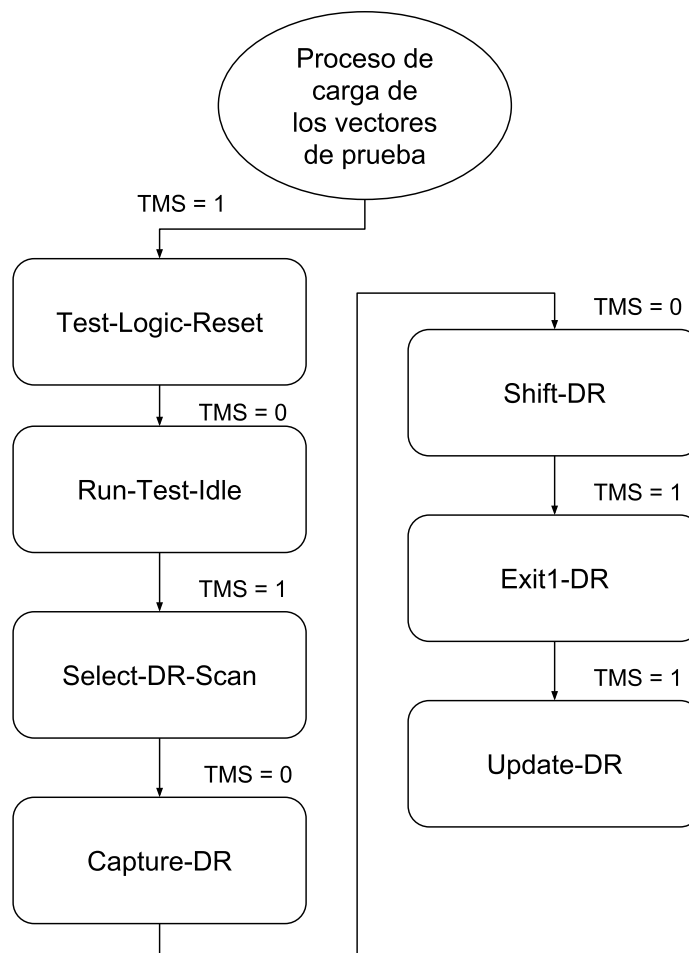 Proceso de
carga de
los vectores
de prueba
TMS = 1
Test-Logic-Reset
TMS = 0
Run-Test-Idle
TMS = 1
Select-DR-Scan
TMS = 0
Capture-DR
TMS = 0
Shift-DR
TMS = 1
Exit1-DR
TMS = 1
Update-DR